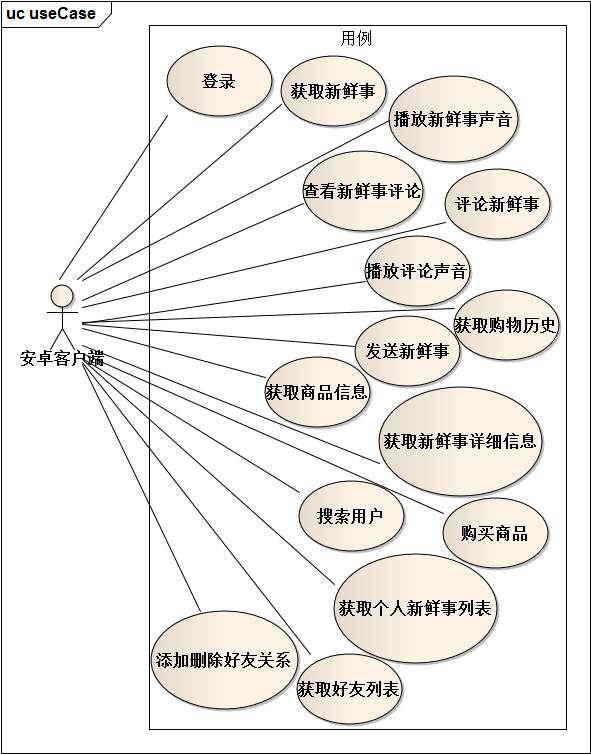 uc useCase
用例
登录
获取新鲜事
播放新鲜事声音
查看新鲜事评论
评论新鲜事
播放评论声音
获取购物历史
发送新鲜事
安卓客户端
获取商品信息
获取新鲜事详细信息
搜索用户
购买商品
获取个人新鲜事列表
添加删除好友关系
获取好友列表